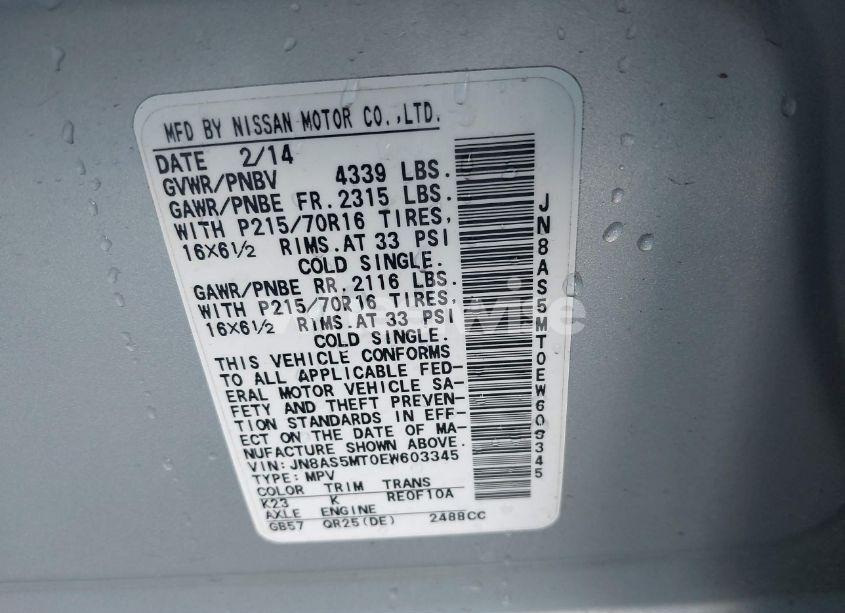 MFD BY NISSAN MOTOR CO.,LTD.
DATE 2/14
GVWR/PNBV 4339 LBS.
GAWR/PNBE FR. 2315 LBS.
WITH P215/70R16 TIRES,
16X6½ RIMS. AT 33 PSI
COLD SINGLE.
GAWR/PNBE RR. 2116 LBS.
WITH P215/70R16 TIRES,
16X6½ RIMS. AT 33 PSI
COLD SINGLE.
THIS VEHICLE CONFORMS
TO ALL APPLICABLE FED-
ERAL MOTOR VEHICLE SA-
FETY AND THEFT PREVEN-
TION STANDARDS IN EFF-
ECT ON THE DATE OF MA-
NUFACTURE SHOWN ABOVE.
VIN: JN8AS5MT0EW603345
TYPE: MPV
COLOR TRIM TRANS
K23 K RE0F10A
AXLE ENGINE
GB57 QR25(DE) 2488CC
JN8AS5MT0EW603345